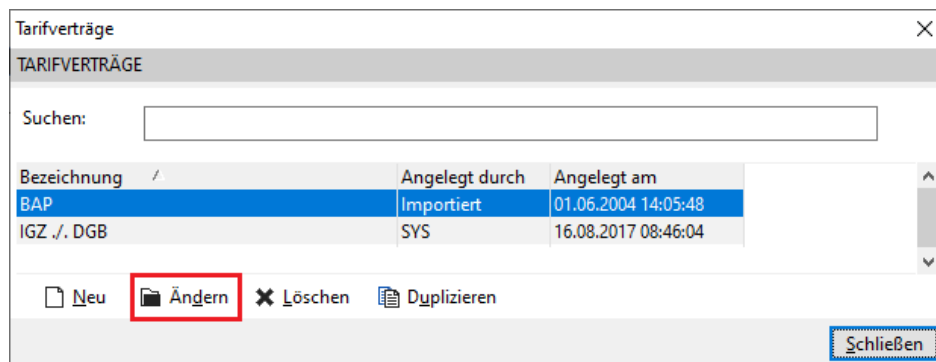 Tarifverträge
TARIFVERTRÄGE
Suchen:
Bezeichnung Angelegt durch Angelegt am
BAP Importiert 01.06.2004 14:05:48
IGZ ./. DGB SYS 16.08.2017 08:46:04
Neu Ändern Löschen Duplizieren
Schließen